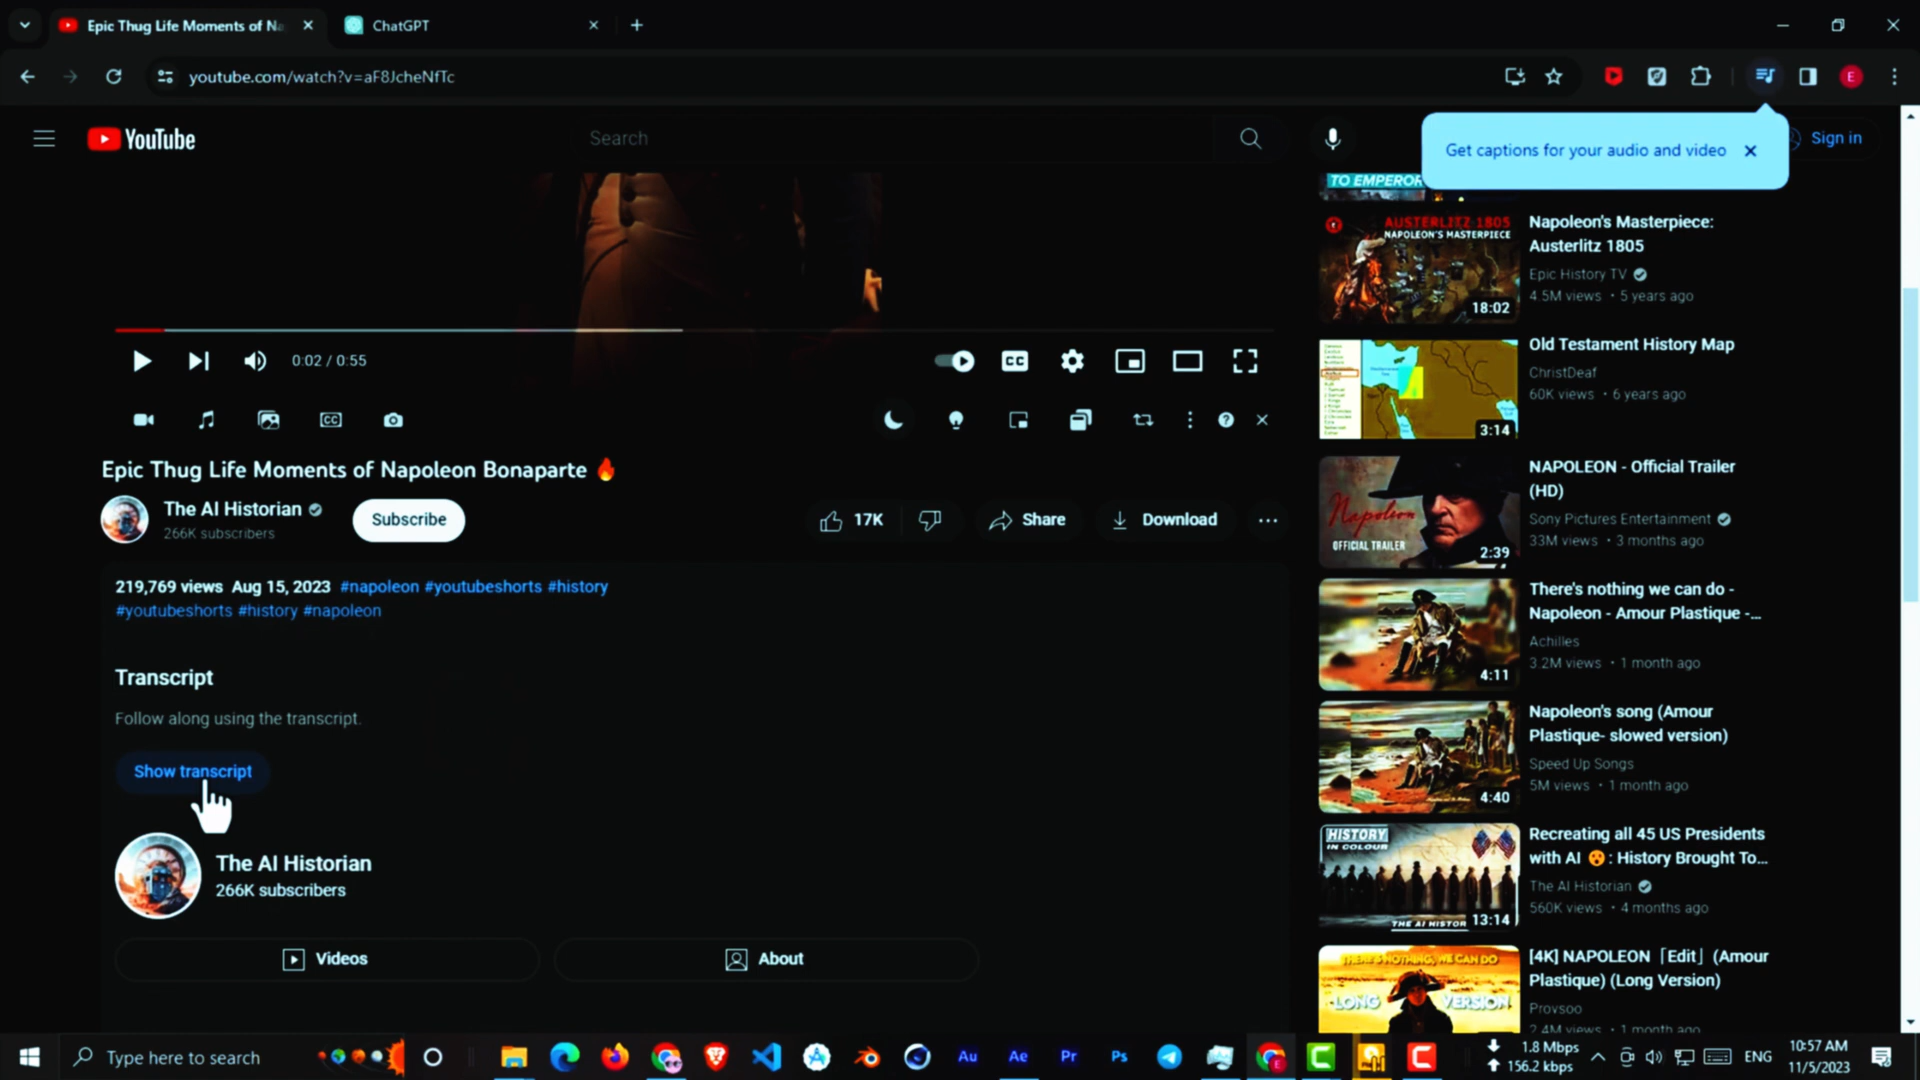 Epic Thug Life Moments of Na
ChatGPT
youtube.com/watch?v=aF8JcheNfTc
E
YouTube
Search
Get captions for your audio and video
Sign in
TO EMPEROR
AUSTERLITZ 1805
NAPOLEON'S MASTERPIECE
18:02
Napoleon's Masterpiece:
Austerlitz 1805
Epic History TV
4.5M views • 5 years ago
0:02 / 0:55
CC
CC
Old Testament History Map
ChristDeaf
60K views • 6 years ago
3:14
Epic Thug Life Moments of Napoleon Bonaparte 🔥
The AI Historian
266K subscribers
Subscribe
17K
Share
Download
Napoleon
OFFICIAL TRAILER
2:39
NAPOLEON - Official Trailer
(HD)
Sony Pictures Entertainment
33M views • 3 months ago
219,769 views Aug 15, 2023 #napoleon #youtubeshorts #history
#youtubeshorts #history #napoleon
There's nothing we can do -
Napoleon - Amour Plastique -...
Achilles
3.2M views • 1 month ago
4:11
Transcript
Follow along using the transcript.
Show transcript
Napoleon's song (Amour
Plastique- slowed version)
Speed Up Songs
5M views • 1 month ago
4:40
The AI Historian
266K subscribers
HISTORY
IN COLOUR
THE AI HISTOR
13:14
Recreating all 45 US Presidents
with AI 😮 : History Brought To...
The AI Historian
560K views • 4 months ago
Videos
About
THERE'S NOTHING, WE CAN DO
LONG VERSION
[4K] NAPOLEON「Edit」(Amour
Plastique) (Long Version)
Provsoo
2.4M views • 1 month ago
Type here to search
Au
Ae
Pr
Ps
1.8 Mbps
156.2 kbps
ENG
10:57 AM
11/5/2023